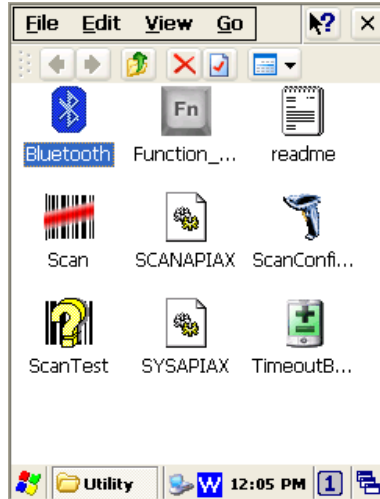 File Edit View Go ?
Bluetooth Function_... readme
Fn
Scan SCANAPIAX ScanConfi...
ScanTest SYSAPIAX TimeoutB...
Utility W 12:05 PM 1